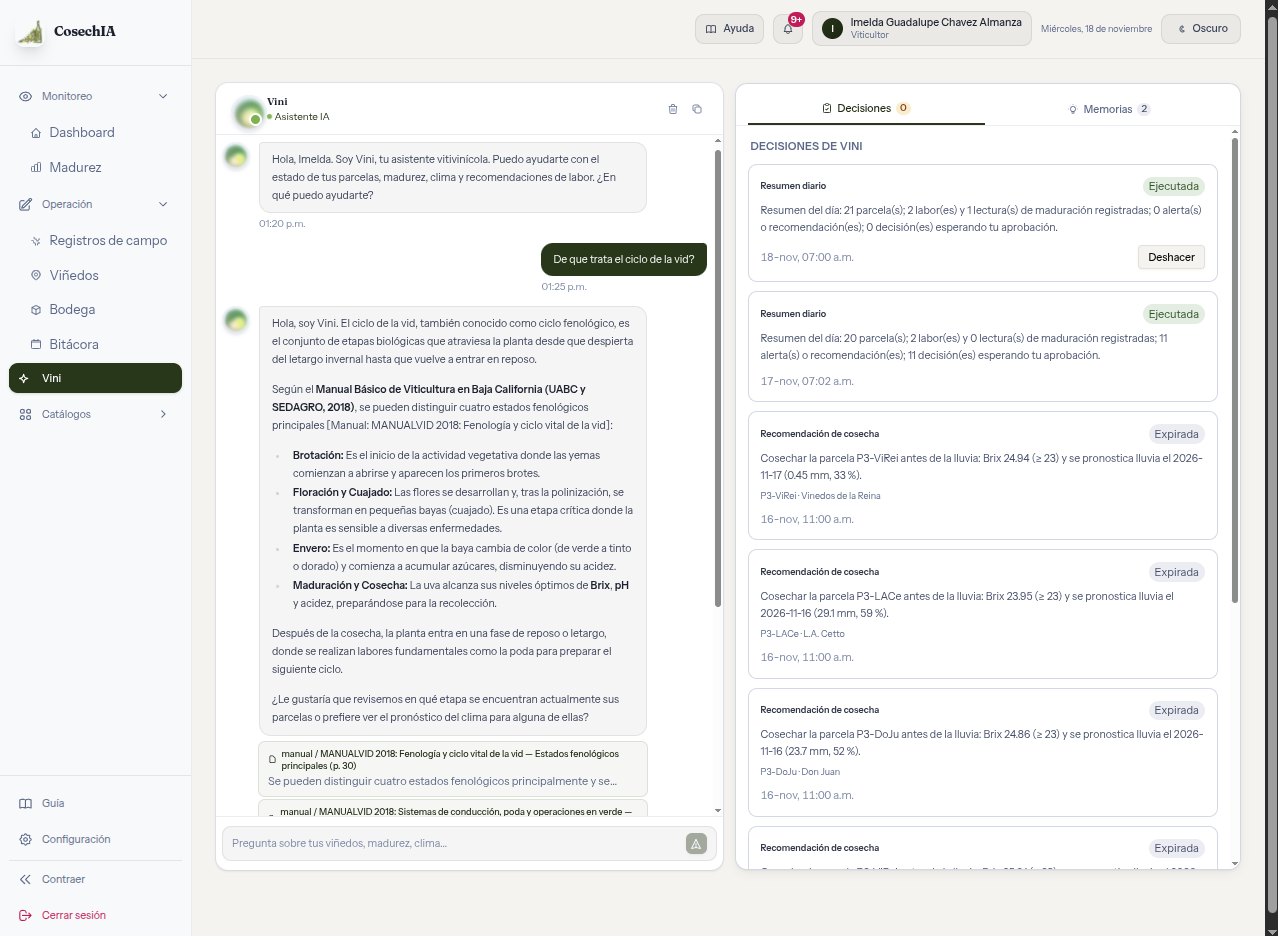 CosechIA
Ayuda
9+
I
Imelda Guadalupe Chavez Almanza
Viticultor
Miércoles, 18 de noviembre
Oscuro
Monitoreo
Dashboard
Madurez
Operación
Registros de campo
Viñedos
Bodega
Bitácora
Vini
Catálogos
Guía
Configuración
Contraer
Cerrar sesión
Vini
Asistente IA
Hola, Imelda. Soy Vini, tu asistente vitivinícola. Puedo ayudarte con el
estado de tus parcelas, madurez, clima y recomendaciones de labor. ¿En
qué puedo ayudarte?
01:20 p.m.
De que trata el ciclo de la vid?
01:25 p.m.
Hola, soy Vini. El ciclo de la vid, también conocido como ciclo fenológico, es
el conjunto de etapas biológicas que atraviesa la planta desde que despierta
del letargo invernal hasta que vuelve a entrar en reposo.
Según el Manual Básico de Viticultura en Baja California (UABC y
SEDAGRO, 2018), se pueden distinguir cuatro estados fenológicos
principales [Manual: MANUALVID 2018: Fenología y ciclo vital de la vid]:
Brotación: Es el inicio de la actividad vegetativa donde las yemas
comienzan a abrirse y aparecen los primeros brotes.
Floración y Cuajado: Las flores se desarrollan y, tras la polinización, se
transforman en pequeñas bayas (cuajado). Es una etapa crítica donde la
planta es sensible a diversas enfermedades.
Envero: Es el momento en que la baya cambia de color (de verde a tinto
o dorado) y comienza a acumular azúcares, disminuyendo su acidez.
Maduración y Cosecha: La uva alcanza sus niveles óptimos de Brix, pH
y acidez, preparándose para la recolección.
Después de la cosecha, la planta entra en una fase de reposo o letargo,
donde se realizan labores fundamentales como la poda para preparar el
siguiente ciclo.
¿Le gustaría que revisemos en qué etapa se encuentran actualmente sus
parcelas o prefiere ver el pronóstico del clima para alguna de ellas?
manual / MANUALVID 2018: Fenología y ciclo vital de la vid — Estados fenológicos
principales (p. 30)
Se pueden distinguir cuatro estados fenológicos principalmente y se...
manual / MANUALVID 2018: Sistemas de conducción, poda y operaciones en verde —
Pregunta sobre tus viñedos, madurez, clima...
Decisiones 0
Memorias 2
DECISIONES DE VINI
Resumen diario
Ejecutada
Resumen del día: 21 parcela(s); 2 labor(es) y 1 lectura(s) de maduración registradas; 0 alerta(s)
o recomendación(es); 0 decisión(es) esperando tu aprobación.
18-nov, 07:00 a.m.
Deshacer
Resumen diario
Ejecutada
Resumen del día: 20 parcela(s); 2 labor(es) y 0 lectura(s) de maduración registradas; 11
alerta(s) o recomendación(es); 11 decisión(es) esperando tu aprobación.
17-nov, 07:02 a.m.
Recomendación de cosecha
Expirada
Cosechar la parcela P3-ViRei antes de la lluvia: Brix 24.94 (≥ 23) y se pronostica lluvia el 2026-
11-17 (0.45 mm, 33 %).
P3-ViRei · Vinedos de la Reina
16-nov, 11:00 a.m.
Recomendación de cosecha
Expirada
Cosechar la parcela P3-LACe antes de la lluvia: Brix 23.95 (≥ 23) y se pronostica lluvia el
2026-11-16 (29.1 mm, 59 %).
P3-LACe · L.A. Cetto
16-nov, 11:00 a.m.
Recomendación de cosecha
Expirada
Cosechar la parcela P3-DoJu antes de la lluvia: Brix 24.86 (≥ 23) y se pronostica lluvia el 2026-
11-16 (23.7 mm, 52 %).
P3-DoJu · Don Juan
16-nov, 11:00 a.m.
Recomendación de cosecha
Expirada